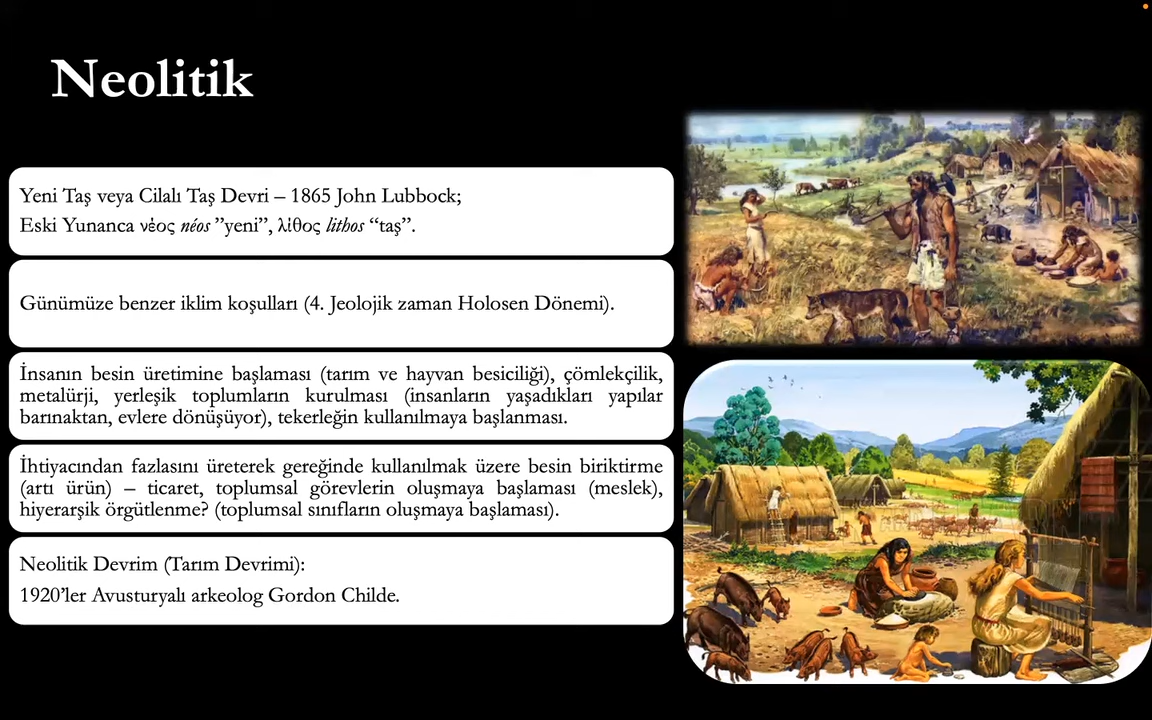 Neolitik
Yeni Taş veya Cilalı Taş Devri – 1865 John Lubbock;
Eski Yunanca νέος néos ”yeni”, λίθος lithos “taş”.
Günümüze benzer iklim koşulları (4. Jeolojik zaman Holosen Dönemi).
İnsanın besin üretimine başlaması (tarım ve hayvan besiciliği), çömlekçilik,
metalürji, yerleşik toplumların kurulması (insanların yaşadıkları yapılar
barınaktan, evlere dönüşüyor), tekerleğin kullanılmaya başlanması.
İhtiyacından fazlasını üreterek gereğinde kullanılmak üzere besin biriktirme
(artı ürün) – ticaret, toplumsal görevlerin oluşmaya başlaması (meslek),
hiyerarşik örgütlenme? (toplumsal sınıfların oluşmaya başlaması).
Neolitik Devrim (Tarım Devrimi):
1920’ler Avusturyalı arkeolog Gordon Childe.